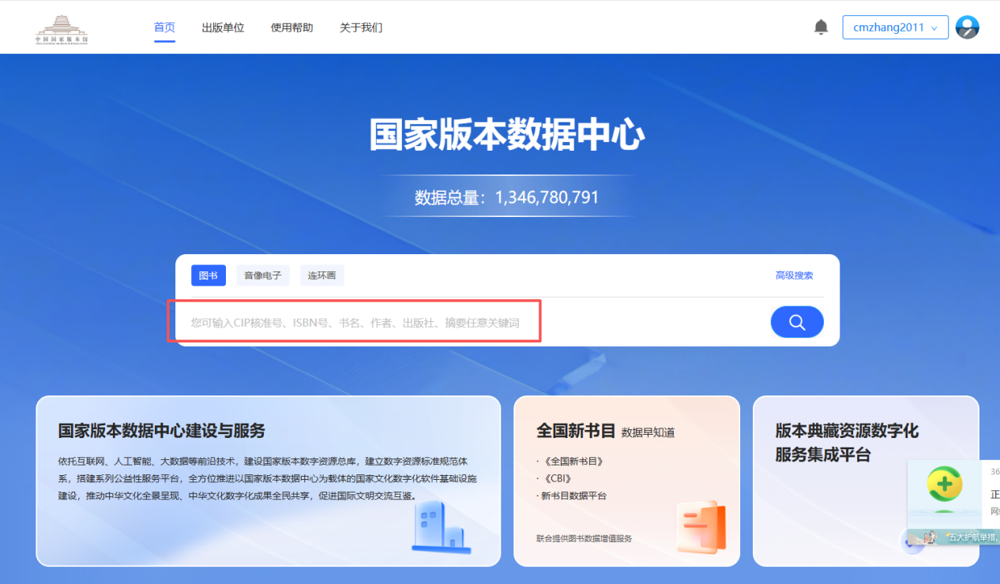 中国国家版本馆
首页
出版单位
使用帮助
关于我们
cmzhang2011
国家版本数据中心
数据总量：1,346,780,791
图书
音像电子
连环画
高级搜索
您可输入CIP核准号、ISBN号、书名、作者、出版社、摘要任意关键词
国家版本数据中心建设与服务
依托互联网、人工智能、大数据等前沿技术，建设国家版本数字资源总库，建立数字资源标准规范体
系，搭建系列公益性服务平台，全方位推进以国家版本数据中心为载体的国家文化数字化软件基础设施
建设，推动中华文化全景呈现、中华文化数字化成果全民共享，促进国际文明交流互鉴。
全国新书目 数据早知道
·《全国新书目》
·《CBI》
· 新书目数据平台
联合提供图书数据增值服务
版本典藏资源数字化
服务集成平台
36
正
五大护航举措,